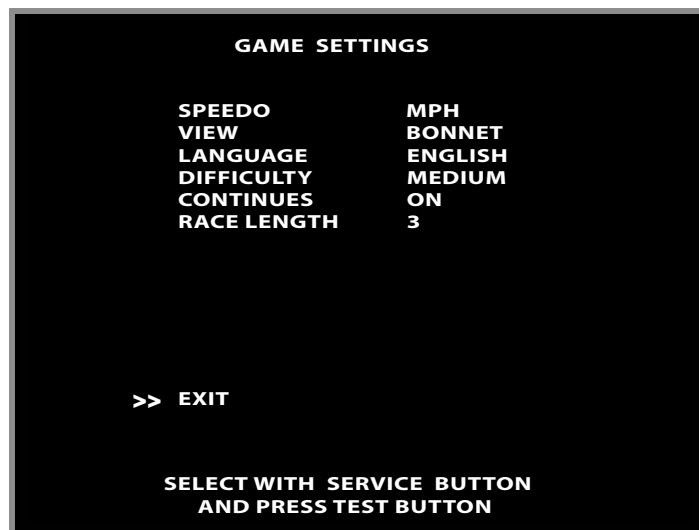 GAME SETTINGS
SPEEDO MPH
VIEW BONNET
LANGUAGE ENGLISH
DIFFICULTY MEDIUM
CONTINUES ON
RACE LENGTH 3
>> EXIT
SELECT WITH SERVICE BUTTON
AND PRESS TEST BUTTON